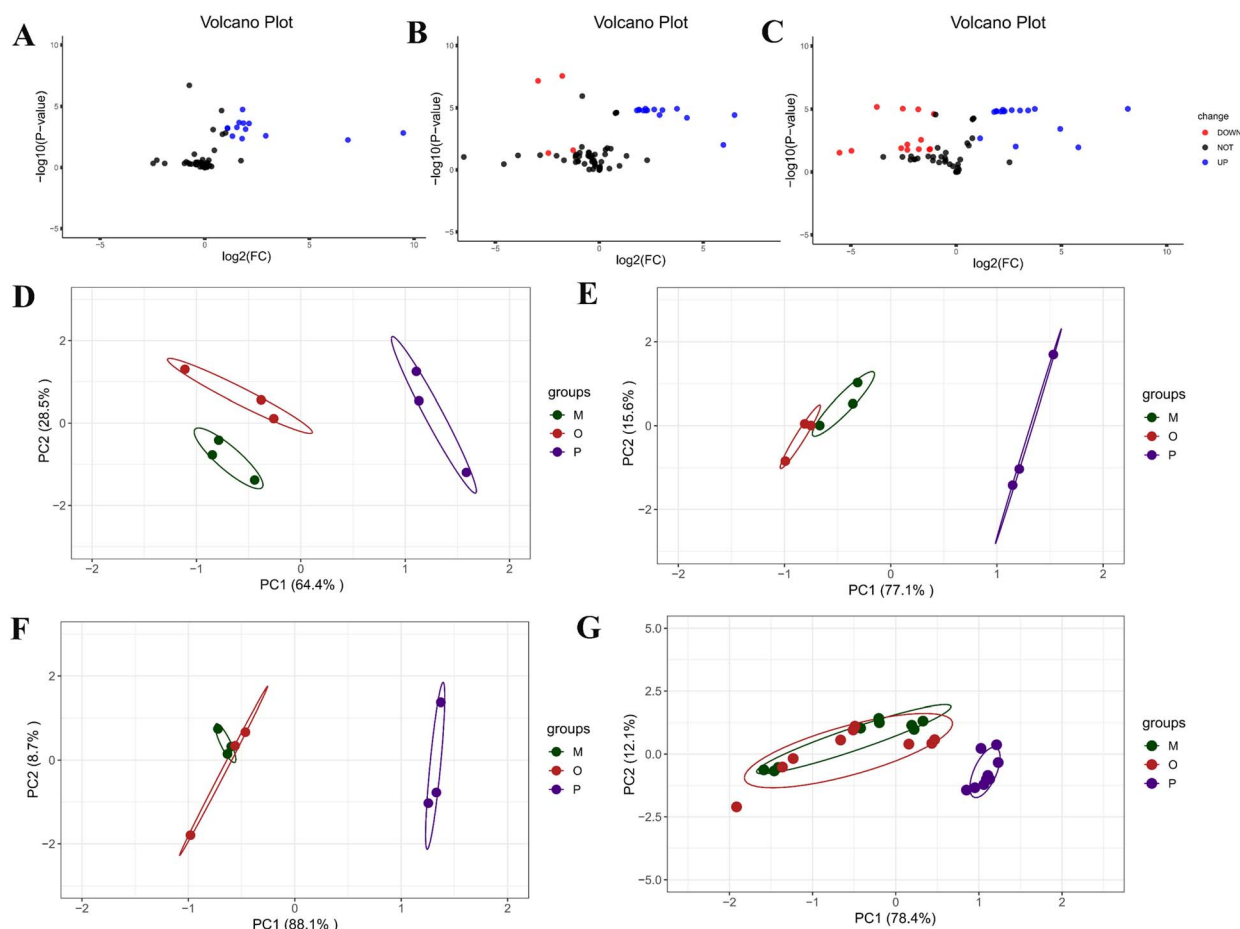 A
Volcano Plot
10
5
0
−5
−log10(P−value)
−5
0
5
10
log2(FC)
B
Volcano Plot
10
5
0
−5
−log10(P−value)
−5
0
5
log2(FC)
C
Volcano Plot
10
5
0
−5
−log10(P−value)
−5
0
5
10
log2(FC)
change
DOWN
NOT
UP
D
2
0
−2
PC2 (28.5% )
−2
−1
0
1
2
PC1 (64.4% )
groups
M
O
P
E
2
0
−2
PC2 (15.6% )
−2
−1
0
1
2
PC1 (77.1% )
groups
M
O
P
F
2
0
−2
PC2 (8.7% )
−2
−1
0
1
2
PC1 (88.1% )
groups
M
O
P
G
5.0
2.5
0.0
−2.5
−5.0
PC2 (12.1% )
−2
−1
0
1
2
PC1 (78.4% )
groups
M
O
P